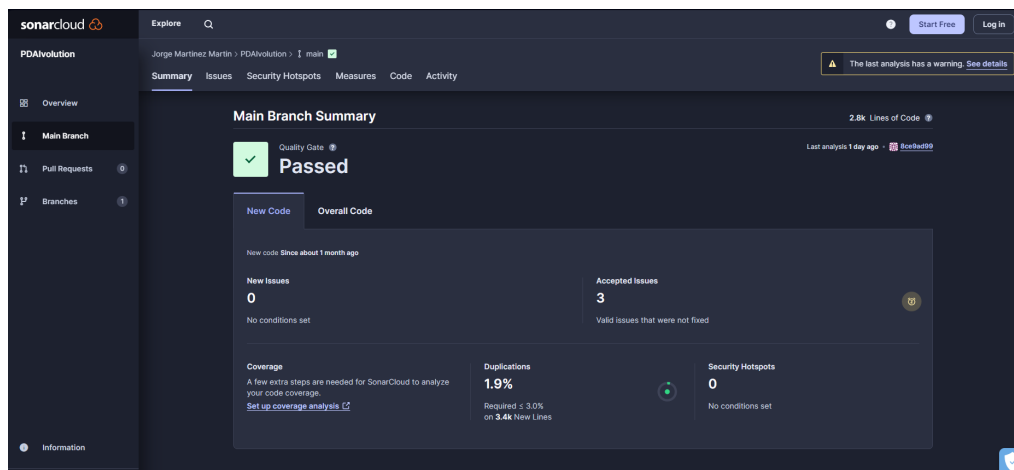 sonarcloud
Explore
Start Free
Log in
PDAIvolution
Jorge Martinez Martin > PDAIvolution > main
The last analysis has a warning. See details
Summary Issues Security Hotspots Measures Code Activity
Overview
Main Branch
Pull Requests 0
Branches 1
Information
Main Branch Summary
2.8k Lines of Code
Quality Gate
Passed
Last analysis 1 day ago • 8ce9ad99
New Code Overall Code
New code Since about 1 month ago
New Issues
0
No conditions set
Accepted Issues
3
Valid issues that were not fixed
Coverage
A few extra steps are needed for SonarCloud to analyze
your code coverage.
Set up coverage analysis
Duplications
1.9%
Required ≤ 3.0%
on 3.4k New Lines
Security Hotspots
0
No conditions set